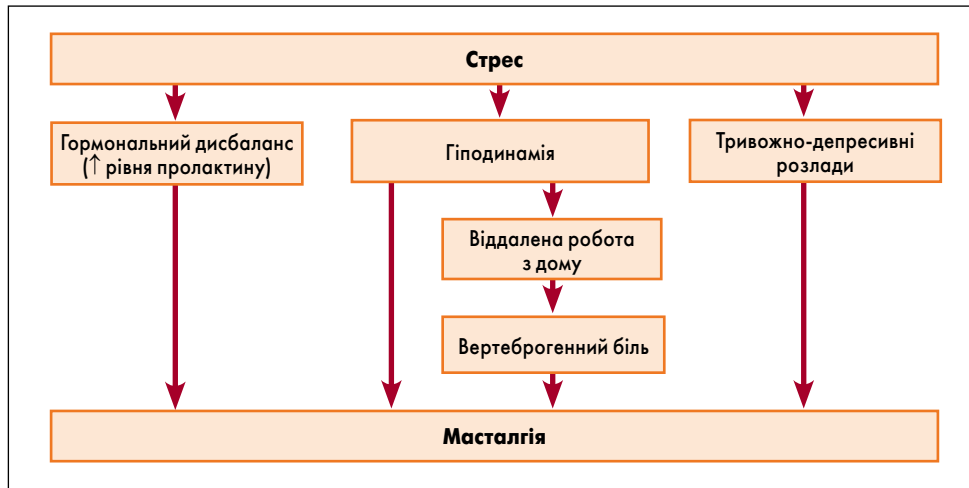 Стрес
Гормональний дисбаланс
(↑ рівня пролактину)
Гіподинамія
Тривожно-депресивні
розлади
Віддалена робота
з дому
Вертеброгенний біль
Масталгія